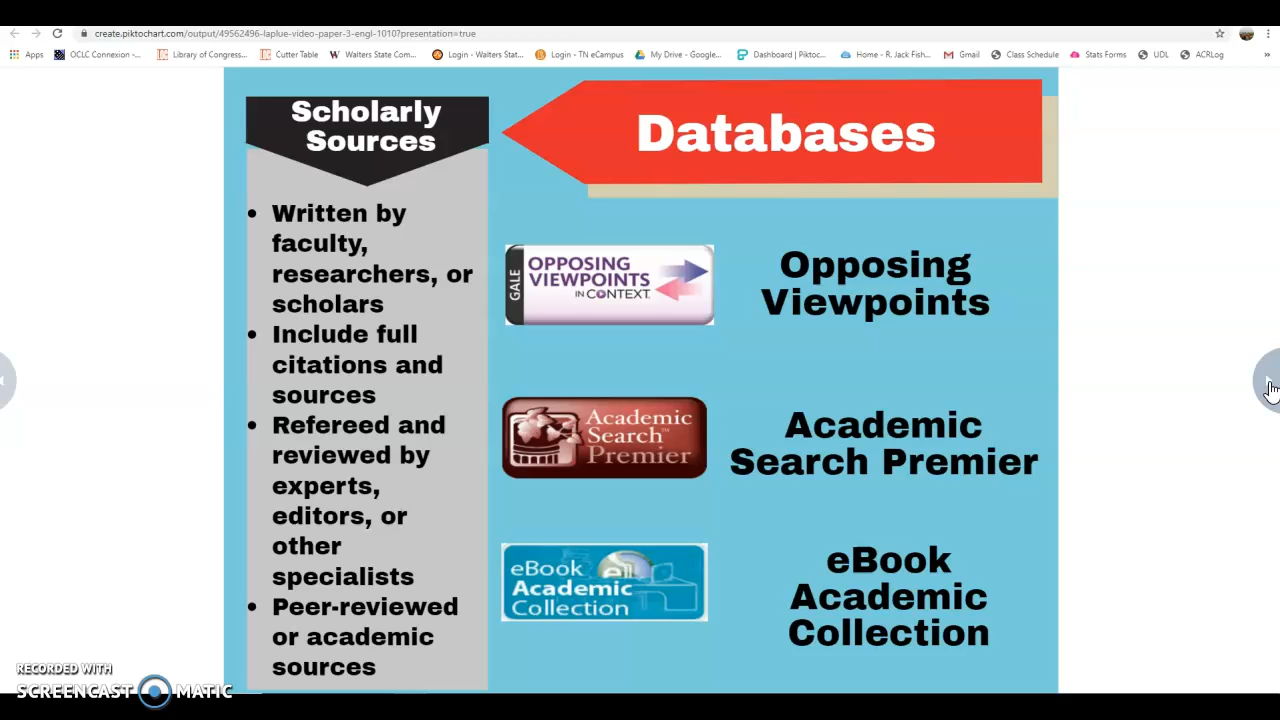 create.piktochart.com/output/49562496-laplue-video-paper-3-engl-1010?presentation=true
Apps OCLC Connexion -... Library of Congress... Cutter Table Walters State Com... Login - Walters Stat... Login - TN eCampus My Drive - Google... Dashboard | Piktoc... Home - R. Jack Fish... Gmail Class Schedule Stats Forms UDL ACRLog »
Scholarly
Sources
• Written by
faculty,
researchers, or
scholars
• Include full
citations and
sources
• Refereed and
reviewed by
experts,
editors, or
other
specialists
• Peer-reviewed
or academic
sources
Databases
GALE
OPPOSING
VIEWPOINTS
IN CONTEXT
Opposing
Viewpoints
Academic
Search™
Premier
Academic
Search Premier
eBook
Academic
Collection
eBook
Academic
Collection
RECORDED WITH
SCREENCAST MATIC